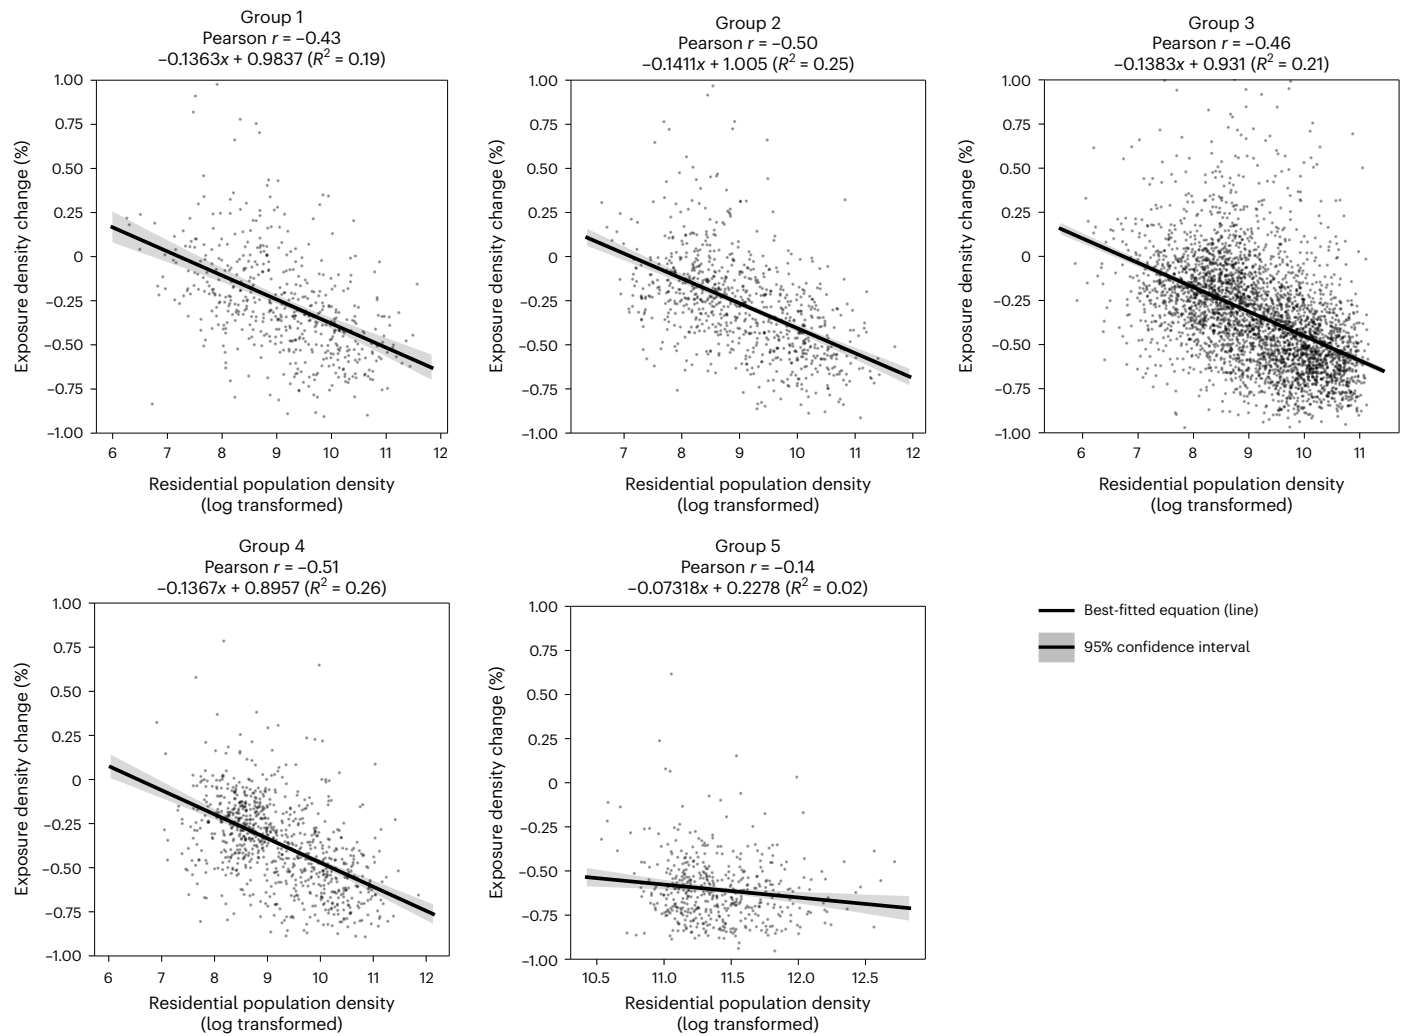 Group 1
Pearson r = –0.43
–0.1363x + 0.9837 (R² = 0.19)
1.00
0.75
0.50
0.25
0
–0.25
–0.50
–0.75
–1.00
Exposure density change (%)
6 7 8 9 10 11 12
Residential population density
(log transformed)
Group 2
Pearson r = –0.50
–0.1411x + 1.005 (R² = 0.25)
1.00
0.75
0.50
0.25
0
–0.25
–0.50
–0.75
–1.00
Exposure density change (%)
7 8 9 10 11 12
Residential population density
(log transformed)
Group 3
Pearson r = –0.46
–0.1383x + 0.931 (R² = 0.21)
1.00
0.75
0.50
0.25
0
–0.25
–0.50
–0.75
–1.00
Exposure density change (%)
6 7 8 9 10 11
Residential population density
(log transformed)
Group 4
Pearson r = –0.51
–0.1367x + 0.8957 (R² = 0.26)
1.00
0.75
0.50
0.25
0
–0.25
–0.50
–0.75
–1.00
Exposure density change (%)
6 7 8 9 10 11 12
Residential population density
(log transformed)
Group 5
Pearson r = –0.14
–0.07318x + 0.2278 (R² = 0.02)
1.00
0.75
0.50
0.25
0
–0.25
–0.50
–0.75
–1.00
Exposure density change (%)
10.5 11.0 11.5 12.0 12.5
Residential population density
(log transformed)
Best-fitted equation (line)
95% confidence interval